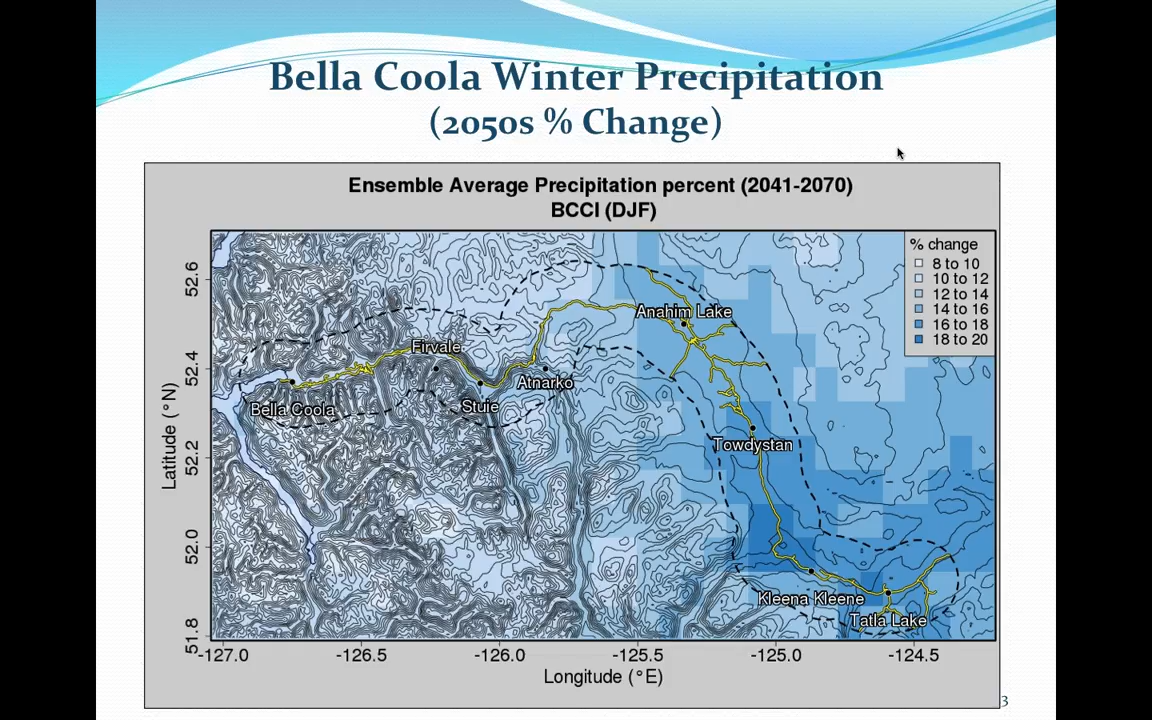 Bella Coola Winter Precipitation
(2050s % Change)
Ensemble Average Precipitation percent (2041-2070)
BCCI (DJF)
% change
8 to 10
10 to 12
12 to 14
14 to 16
16 to 18
18 to 20
Latitude (°N)
52.6
52.4
52.2
52.0
51.8
Anahim Lake
Firvale
Atnarko
Bella Coola
Stuie
Towdystan
Kleena Kleene
Tatla Lake
-127.0 -126.5 -126.0 -125.5 -125.0 -124.5
Longitude (°E)
3